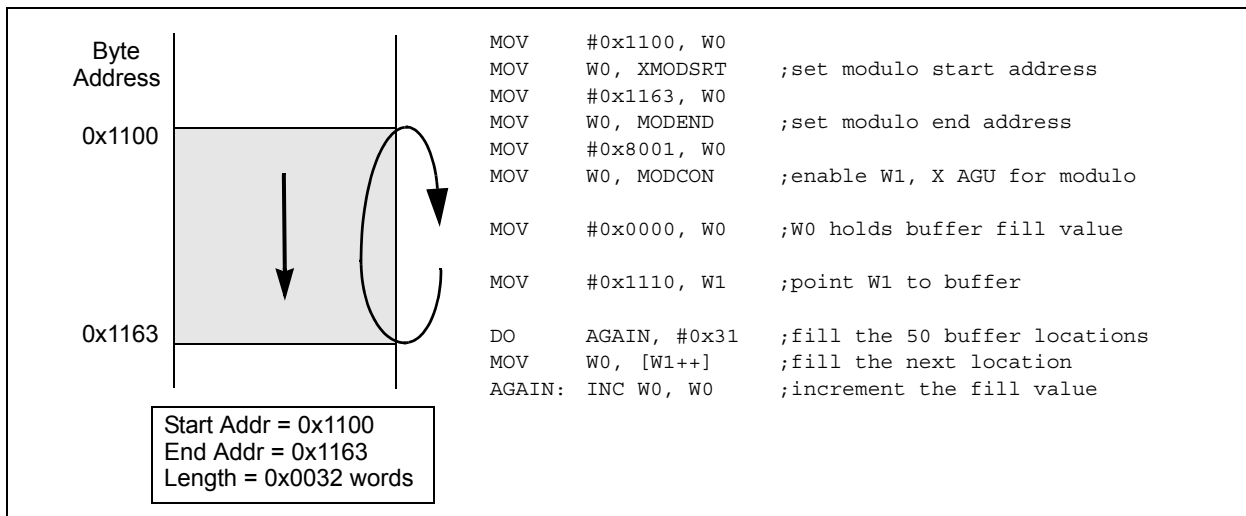 Byte
Address
0x1100
0x1163
Start Addr = 0x1100
End Addr = 0x1163
Length = 0x0032 words
MOV #0x1100, W0
MOV W0, XMODSRT ;set modulo start address
MOV #0x1163, W0
MOV W0, MODEND ;set modulo end address
MOV #0x8001, W0
MOV W0, MODCON ;enable W1, X AGU for modulo
MOV #0x0000, W0 ;W0 holds buffer fill value
MOV #0x1110, W1 ;point W1 to buffer
DO AGAIN, #0x31 ;fill the 50 buffer locations
MOV W0, [W1++] ;fill the next location
AGAIN: INC W0, W0 ;increment the fill value